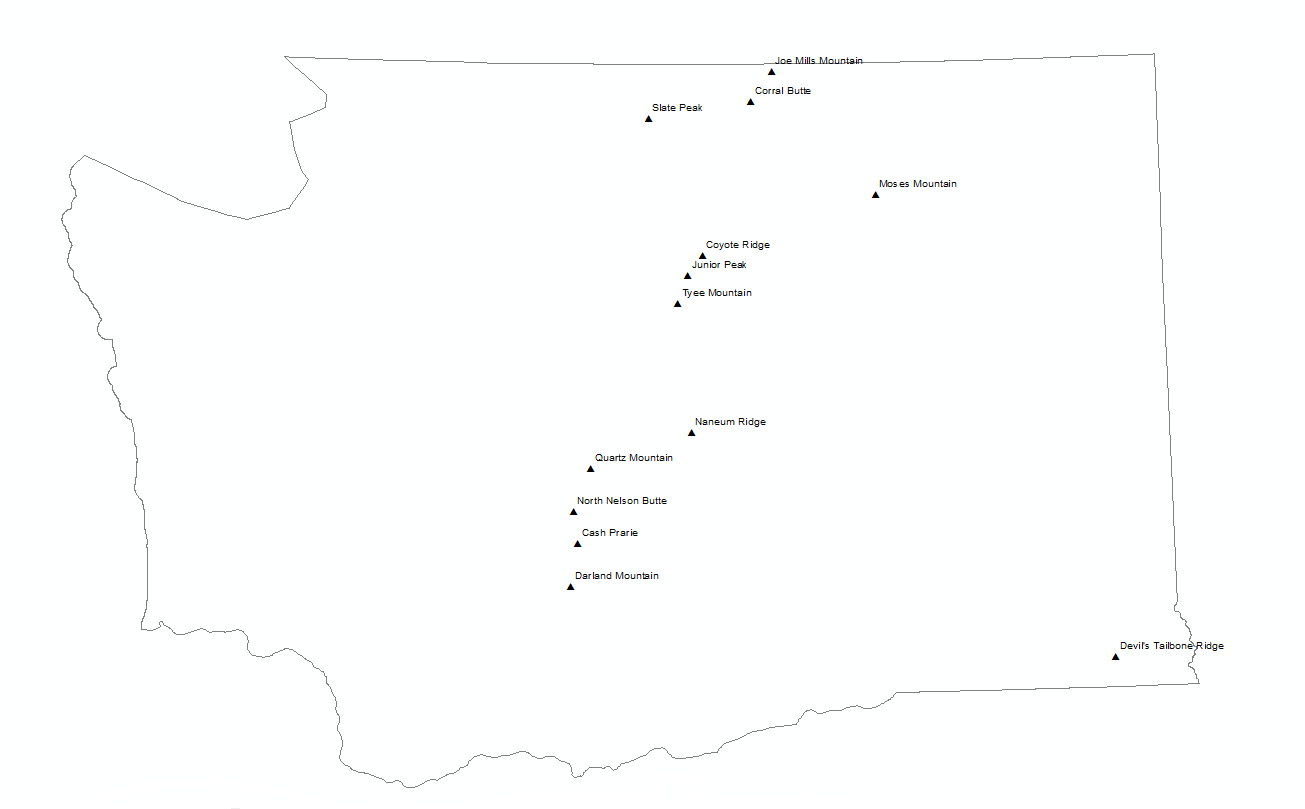 Joe Mills Mountain
Corral Butte
Slate Peak
Moses Mountain
Coyote Ridge
Junior Peak
Tyee Mountain
Naneum Ridge
Quartz Mountain
North Nelson Butte
Cash Prarie
Darland Mountain
Devil's Tailbone Ridge